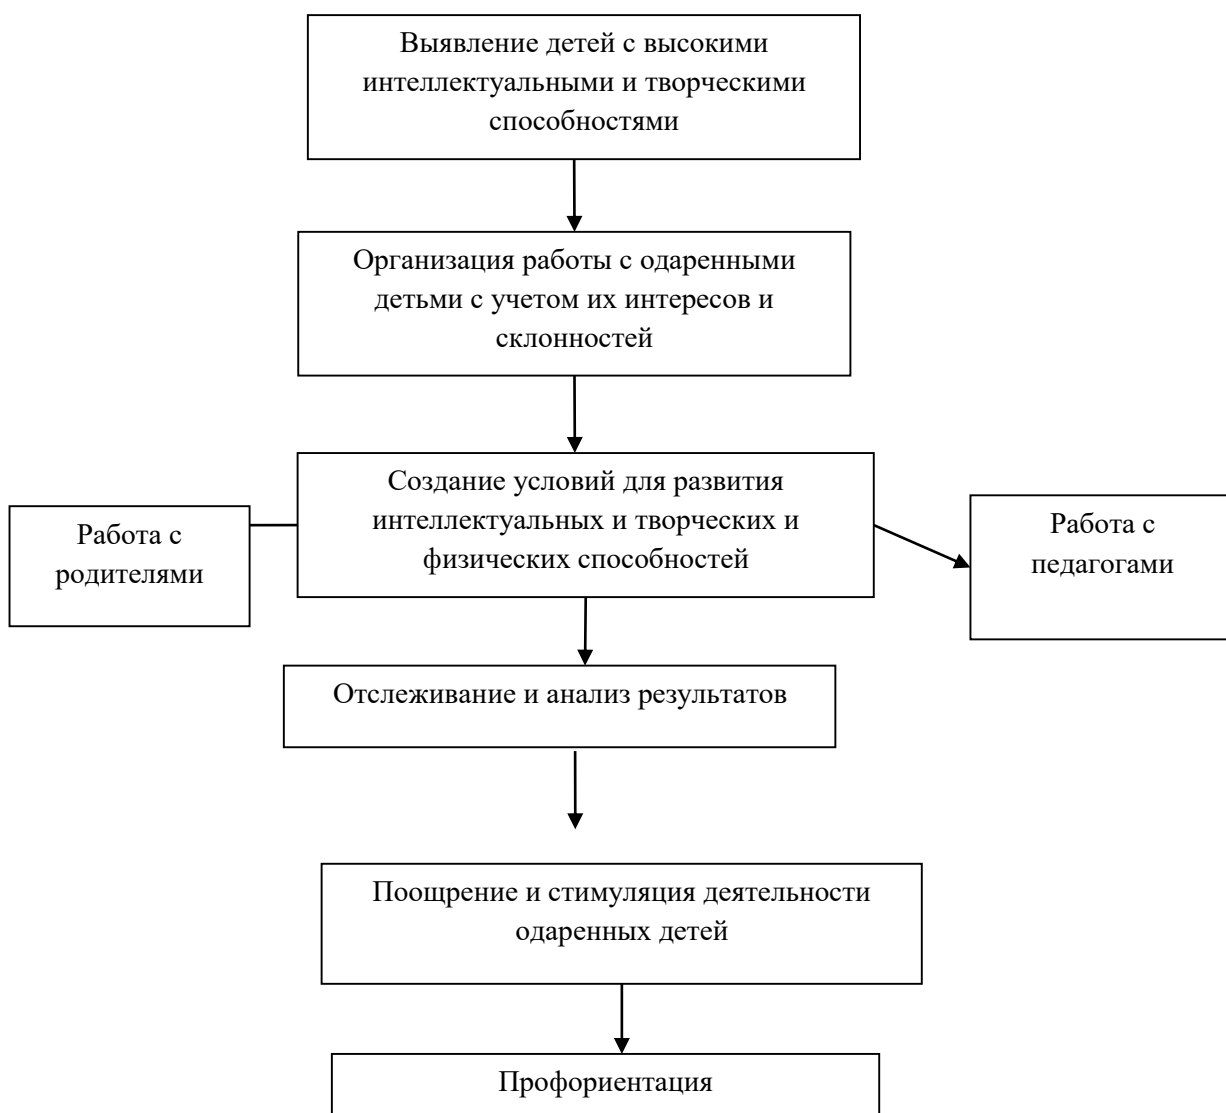 Выявление детей с высокими
интеллектуальными и творческими
способностями
Организация работы с одаренными
детьми с учетом их интересов и
склонностей
Создание условий для развития
интеллектуальных и творческих и
физических способностей
Работа с
родителями
Работа с
педагогами
Отслеживание и анализ результатов
Поощрение и стимуляция деятельности
одаренных детей
Профориентация